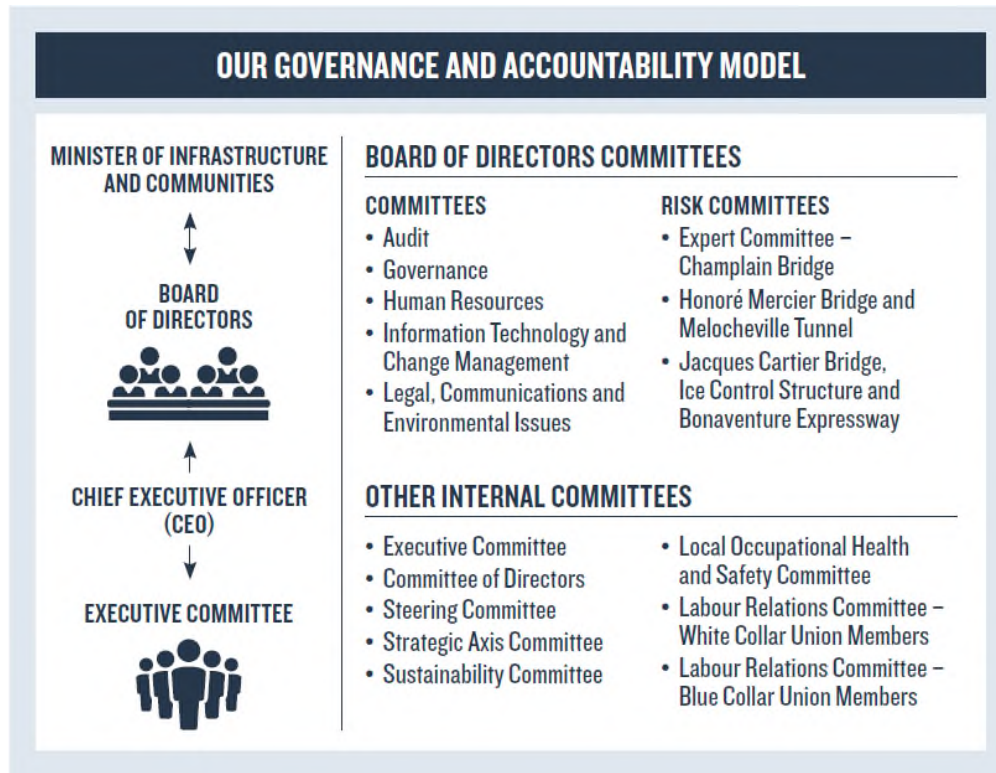 OUR GOVERNANCE AND ACCOUNTABILITY MODEL
MINISTER OF INFRASTRUCTURE
AND COMMUNITIES
BOARD
OF DIRECTORS
CHIEF EXECUTIVE OFFICER
(CEO)
EXECUTIVE COMMITTEE
BOARD OF DIRECTORS COMMITTEES
COMMITTEES
• Audit
• Governance
• Human Resources
• Information Technology and
Change Management
• Legal, Communications and
Environmental Issues
RISK COMMITTEES
• Expert Committee –
Champlain Bridge
• Honoré Mercier Bridge and
Melocheville Tunnel
• Jacques Cartier Bridge,
Ice Control Structure and
Bonaventure Expressway
OTHER INTERNAL COMMITTEES
• Executive Committee
• Committee of Directors
• Steering Committee
• Strategic Axis Committee
• Sustainability Committee
• Local Occupational Health
and Safety Committee
• Labour Relations Committee –
White Collar Union Members
• Labour Relations Committee –
Blue Collar Union Members